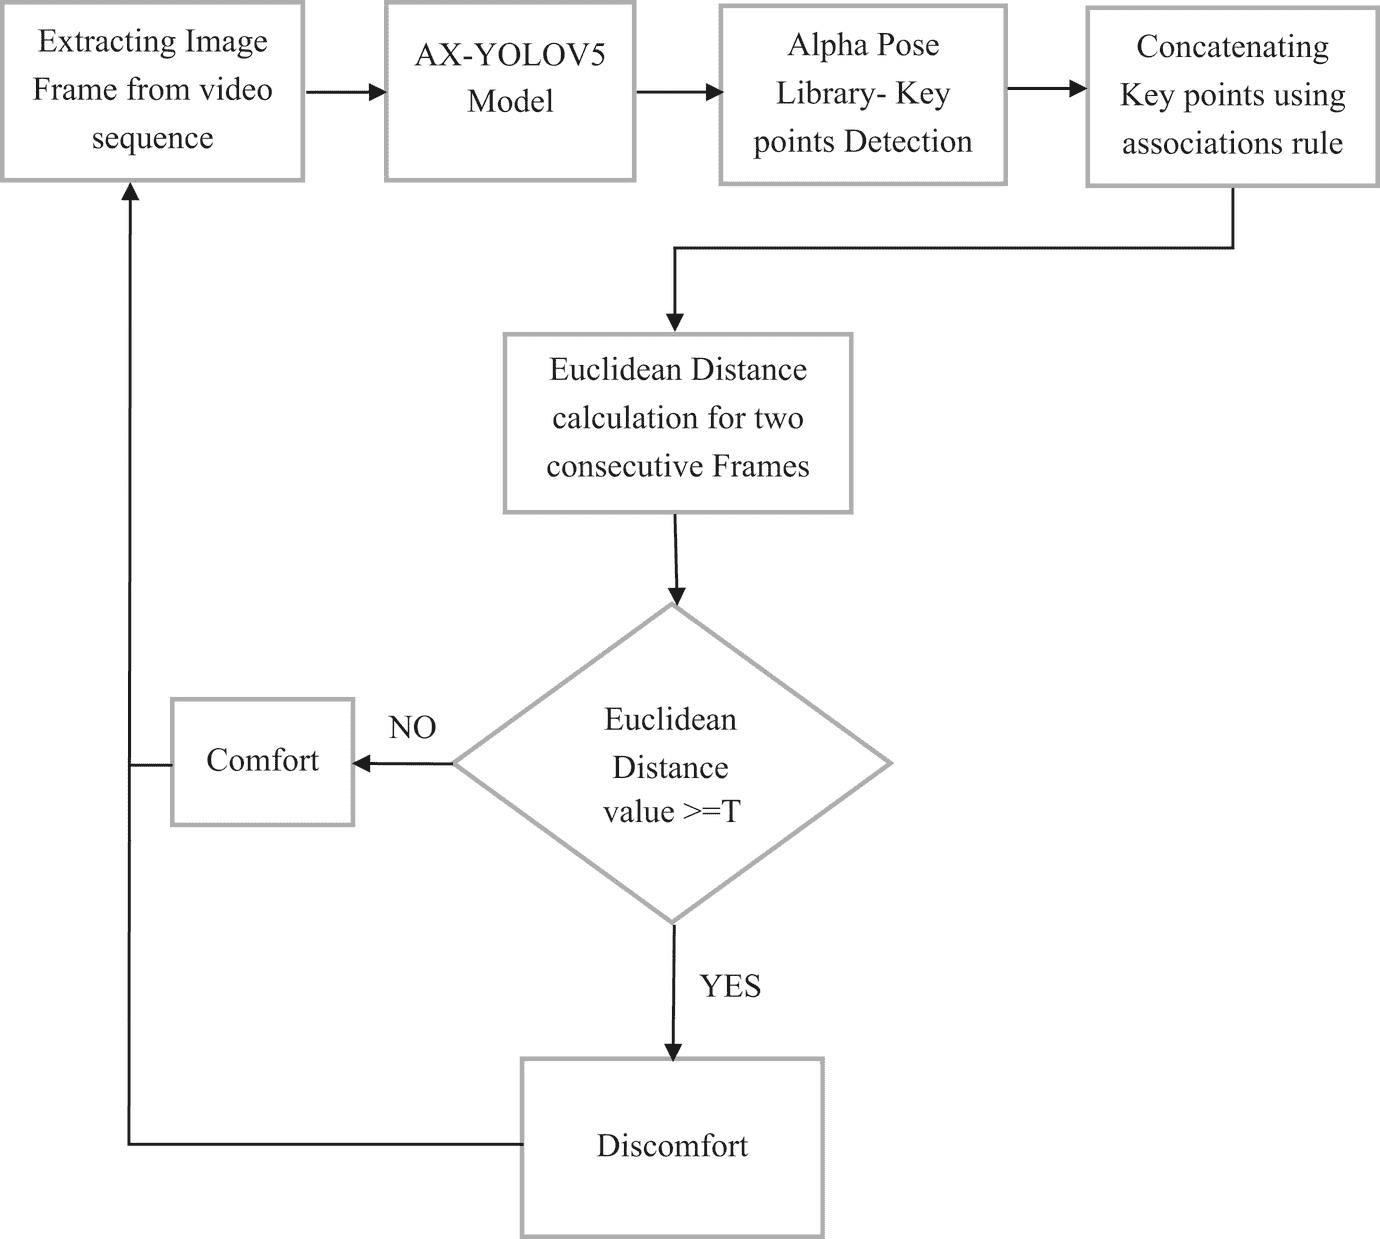 Extracting Image
Frame from video
sequence
AX-YOLOV5
Model
Alpha Pose
Library- Key
points Detection
Concatenating
Key points using
associations rule
Euclidean Distance
calculation for two
consecutive Frames
Euclidean
Distance
value >=T
NO
Comfort
YES
Discomfort